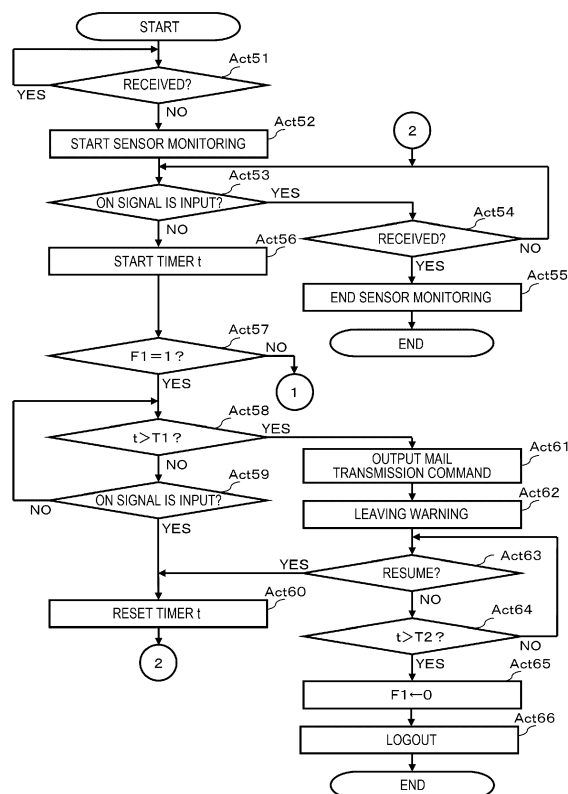 START
Act51
RECEIVED?
YES
NO
Act52
START SENSOR MONITORING
2
Act53
ON SIGNAL IS INPUT?
YES
NO
Act54
RECEIVED?
NO
YES
Act56
START TIMER t
Act55
END SENSOR MONITORING
END
Act57
F1=1?
NO
YES
1
Act58
t>T1?
YES
NO
Act59
ON SIGNAL IS INPUT?
NO
YES
Act61
OUTPUT MAIL
TRANSMISSION COMMAND
Act62
LEAVING WARNING
Act63
RESUME?
YES
NO
Act60
RESET TIMER t
2
Act64
t>T2?
NO
YES
Act65
F1←0
Act66
LOGOUT
END